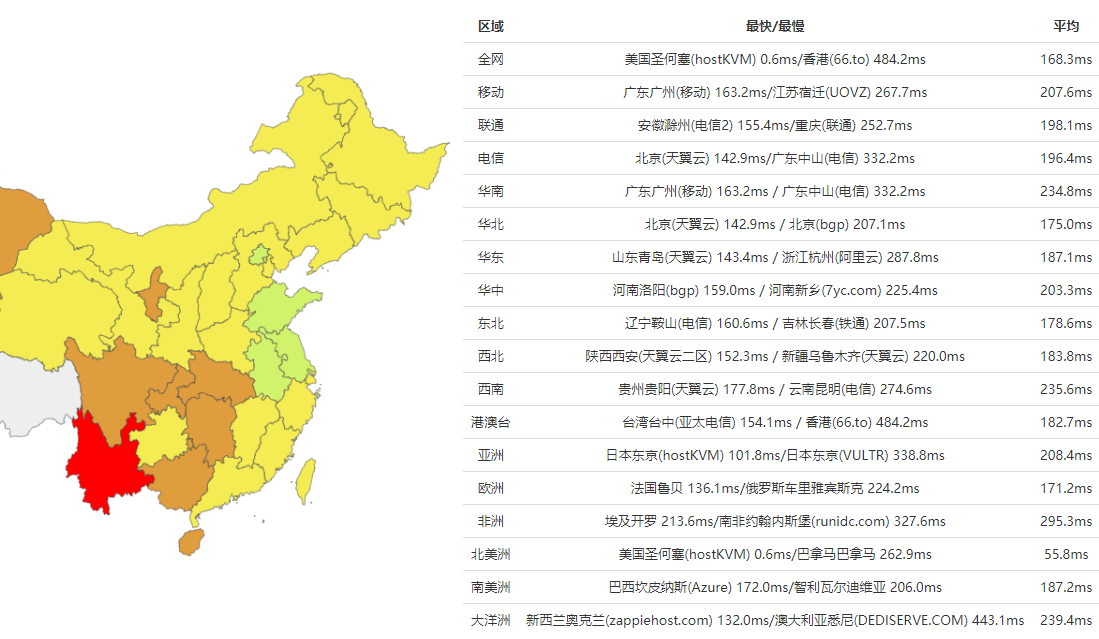 区域 最快/最慢 平均
全网 美国圣何塞(hostKVM) 0.6ms/香港(66.to) 484.2ms 168.3ms
移动 广东广州(移动) 163.2ms/江苏宿迁(UOVZ) 267.7ms 207.6ms
联通 安徽滁州(电信2) 155.4ms/重庆(联通) 252.7ms 198.1ms
电信 北京(天翼云) 142.9ms/广东中山(电信) 332.2ms 196.4ms
华南 广东广州(移动) 163.2ms / 广东中山(电信) 332.2ms 234.8ms
华北 北京(天翼云) 142.9ms / 北京(bgp) 207.1ms 175.0ms
华东 山东青岛(天翼云) 143.4ms / 浙江杭州(阿里云) 287.8ms 187.1ms
华中 河南洛阳(bgp) 159.0ms / 河南新乡(7yc.com) 225.4ms 203.3ms
东北 辽宁鞍山(电信) 160.6ms / 吉林长春(铁通) 207.5ms 178.6ms
西北 陕西西安(天翼云二区) 152.3ms / 新疆乌鲁木齐(天翼云) 220.0ms 183.8ms
西南 贵州贵阳(天翼云) 177.8ms / 云南昆明(电信) 274.6ms 235.6ms
港澳台 台湾台中(亚太电信) 154.1ms / 香港(66.to) 484.2ms 182.7ms
亚洲 日本东京(hostKVM) 101.8ms/日本东京(VULTR) 338.8ms 208.4ms
欧洲 法国鲁贝 136.1ms/俄罗斯车里雅宾斯克 224.2ms 171.2ms
非洲 埃及开罗 213.6ms/南非约翰内斯堡(runidc.com) 327.6ms 295.3ms
北美洲 美国圣何塞(hostKVM) 0.6ms/巴拿马巴拿马 262.9ms 55.8ms
南美洲 巴西坎皮纳斯(Azure) 172.0ms/智利瓦尔迪维亚 206.0ms 187.2ms
大洋洲 新西兰奥克兰(zappiehost.com) 132.0ms/澳大利亚悉尼(DEDISERVE.COM) 443.1ms 239.4ms